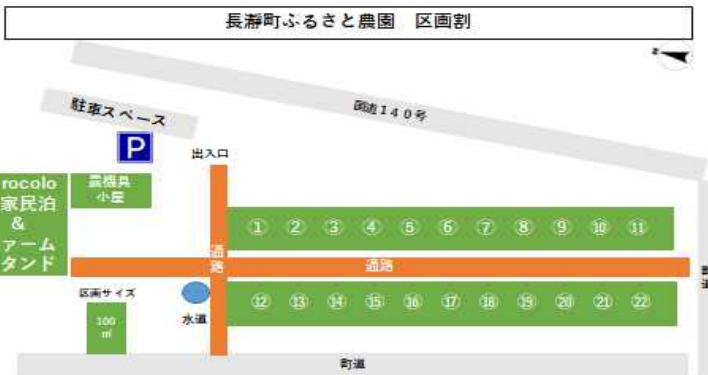 長瀞町ふるさと農園　区画割
国道１４０号
駐車スペース
P
出入口
rocolo
家民泊
&
ァーム
タンド
農機具
小屋
① ② ③ ④ ⑤ ⑥ ⑦ ⑧ ⑨ ⑩ ⑪
通路
通路
町道
区画サイズ
100
㎡
水道
⑫ ⑬ ⑭ ⑮ ⑯ ⑰ ⑱ ⑲ ⑳ ㉑ ㉒
町道